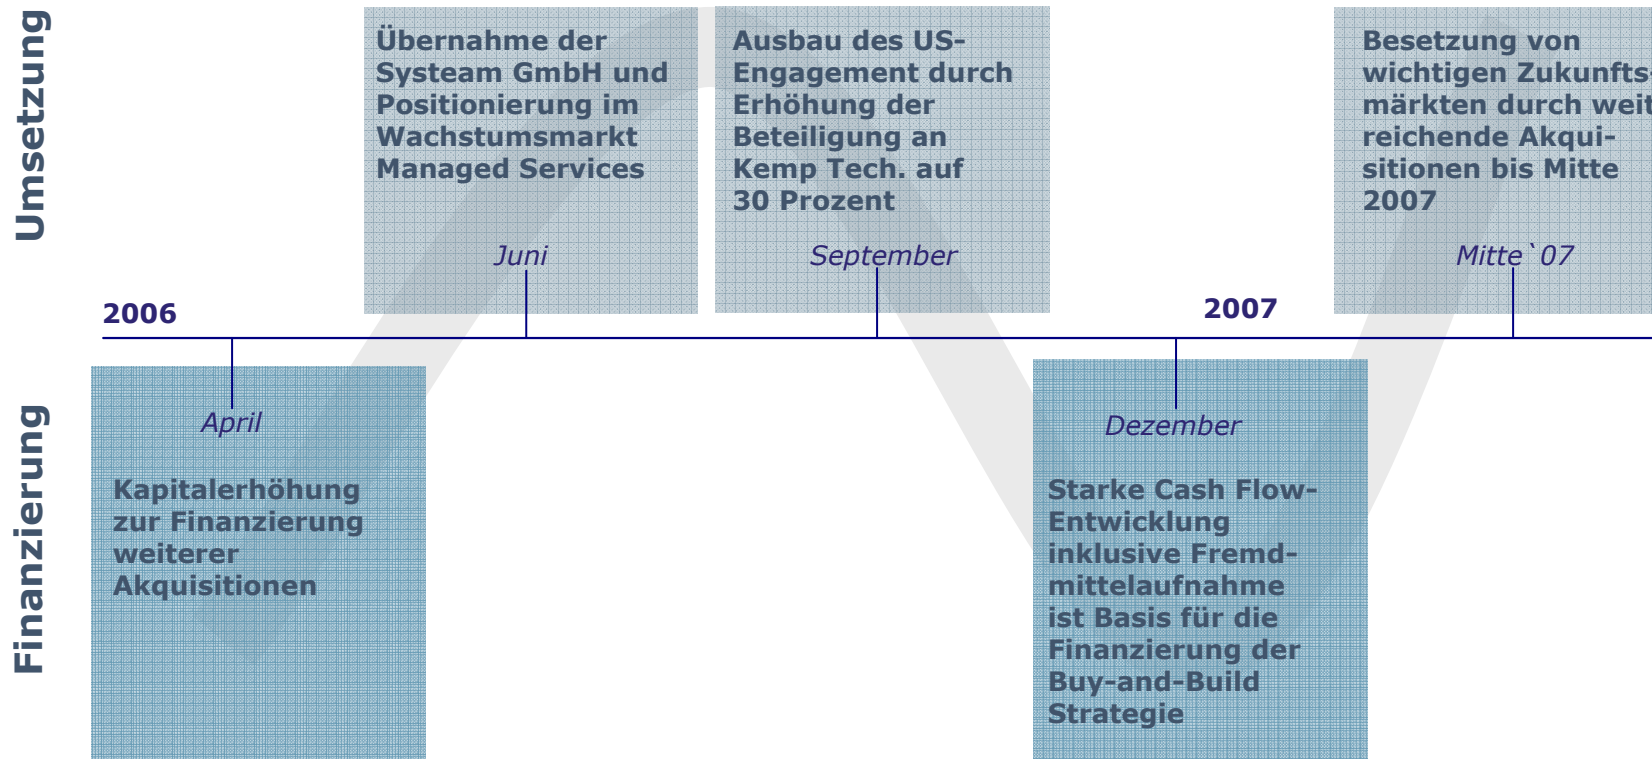 Umsetzung
Übernahme der
Systeam GmbH und
Positionierung im
Wachstumsmarkt
Managed Services
Juni
Ausbau des US-
Engagement durch
Erhöhung der
Beteiligung an
Kemp Tech. auf
30 Prozent
September
Besetzung von
wichtigen Zukunfts-
märkten durch weit
reichende Akqui-
sitionen bis Mitte
2007
Mitte`07
2006
2007
Finanzierung
April
Kapitalerhöhung
zur Finanzierung
weiterer
Akquisitionen
Dezember
Starke Cash Flow-
Entwicklung
inklusive Fremd-
mittelaufnahme
ist Basis für die
Finanzierung der
Buy-and-Build
Strategie